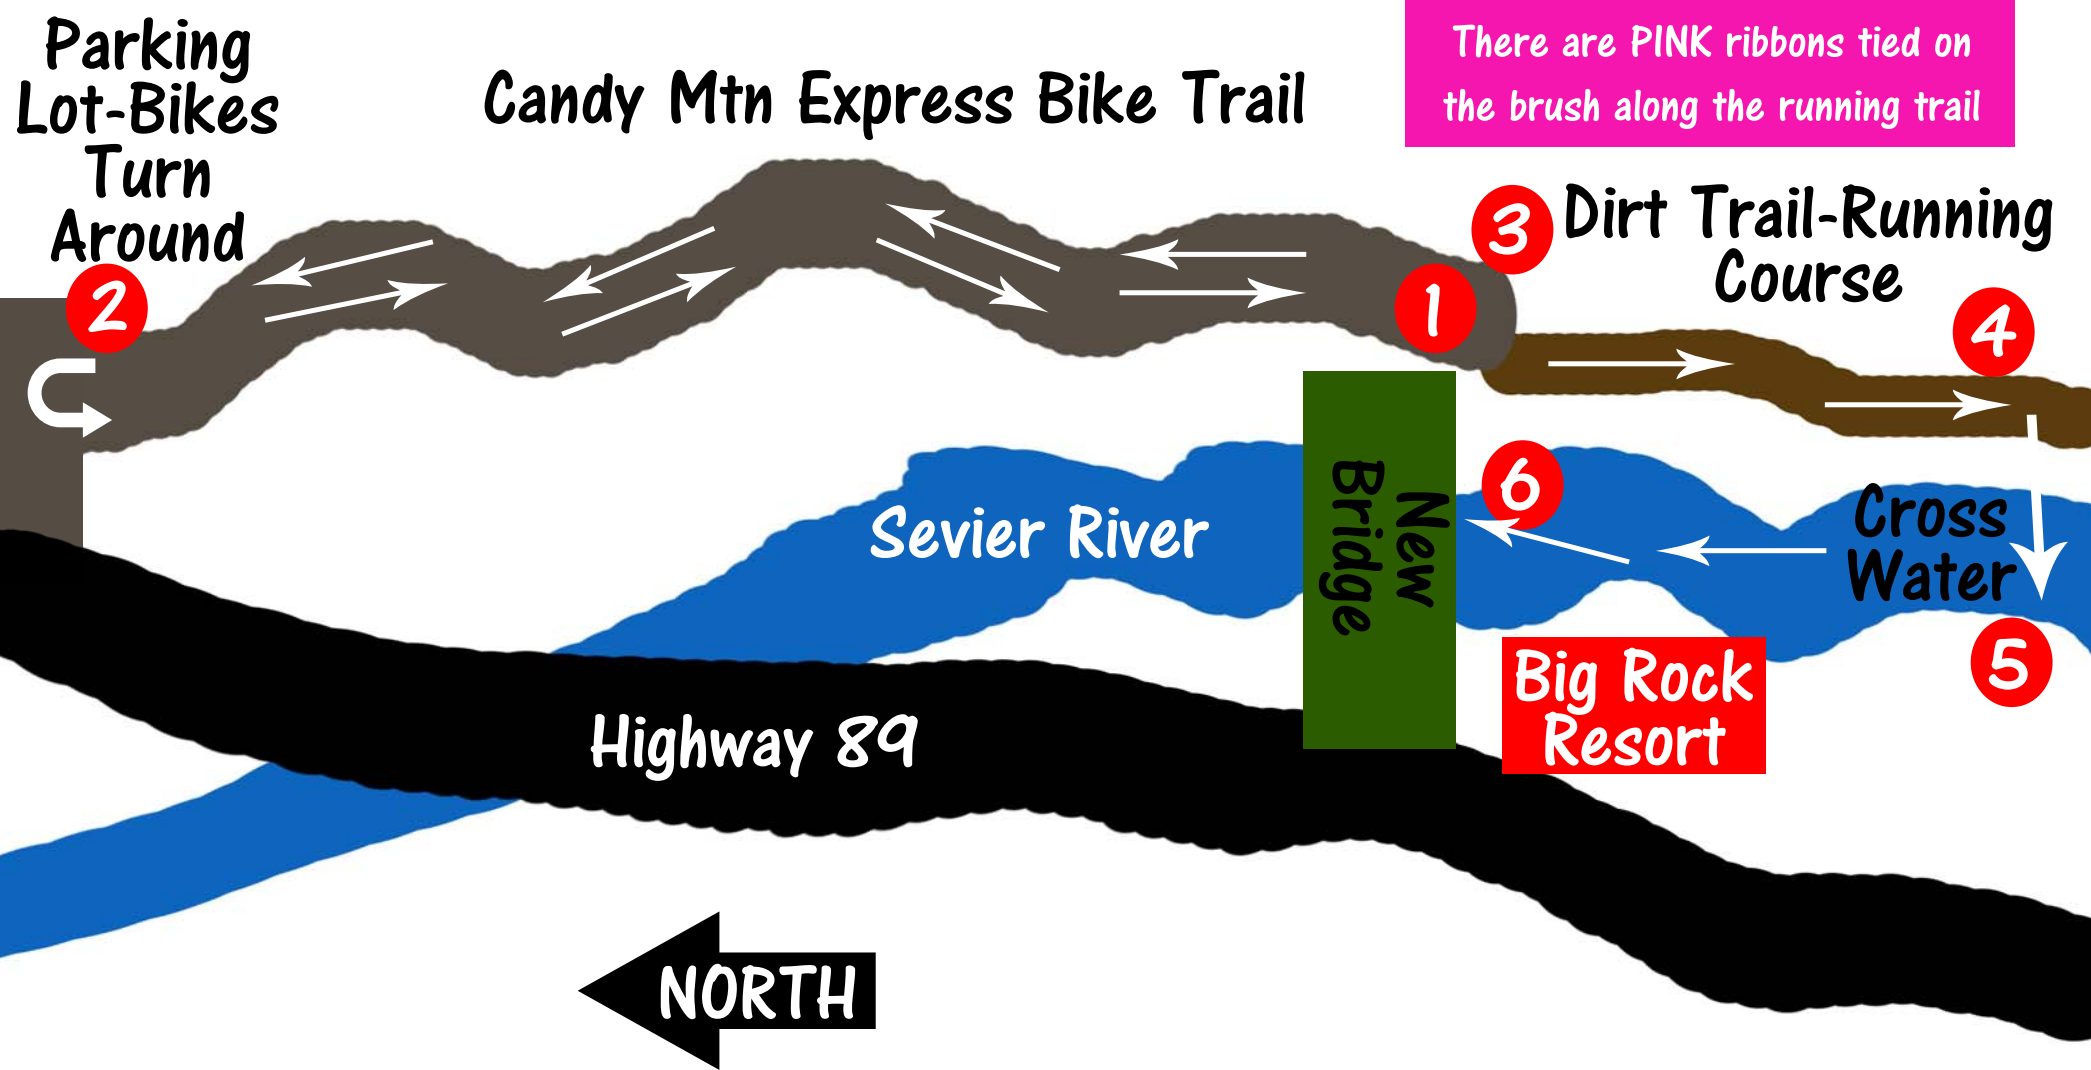 Parking
Lot-Bikes
Turn
Around
2
Candy Mtn Express Bike Trail
There are PINK ribbons tied on
the brush along the running trail
3
Dirt Trail-Running
Course
1
4
6
New
Bridge
Sevier River
Cross
Water
5
Big Rock
Resort
Highway 89
NORTH